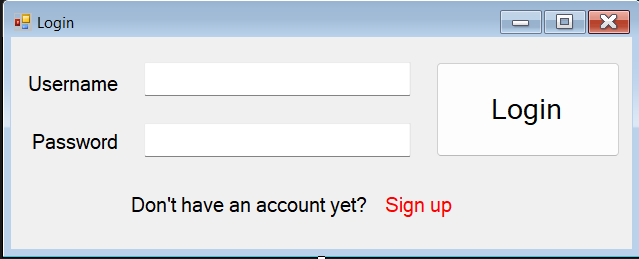 Login
Username
Login
Password
Don't have an account yet? Sign up